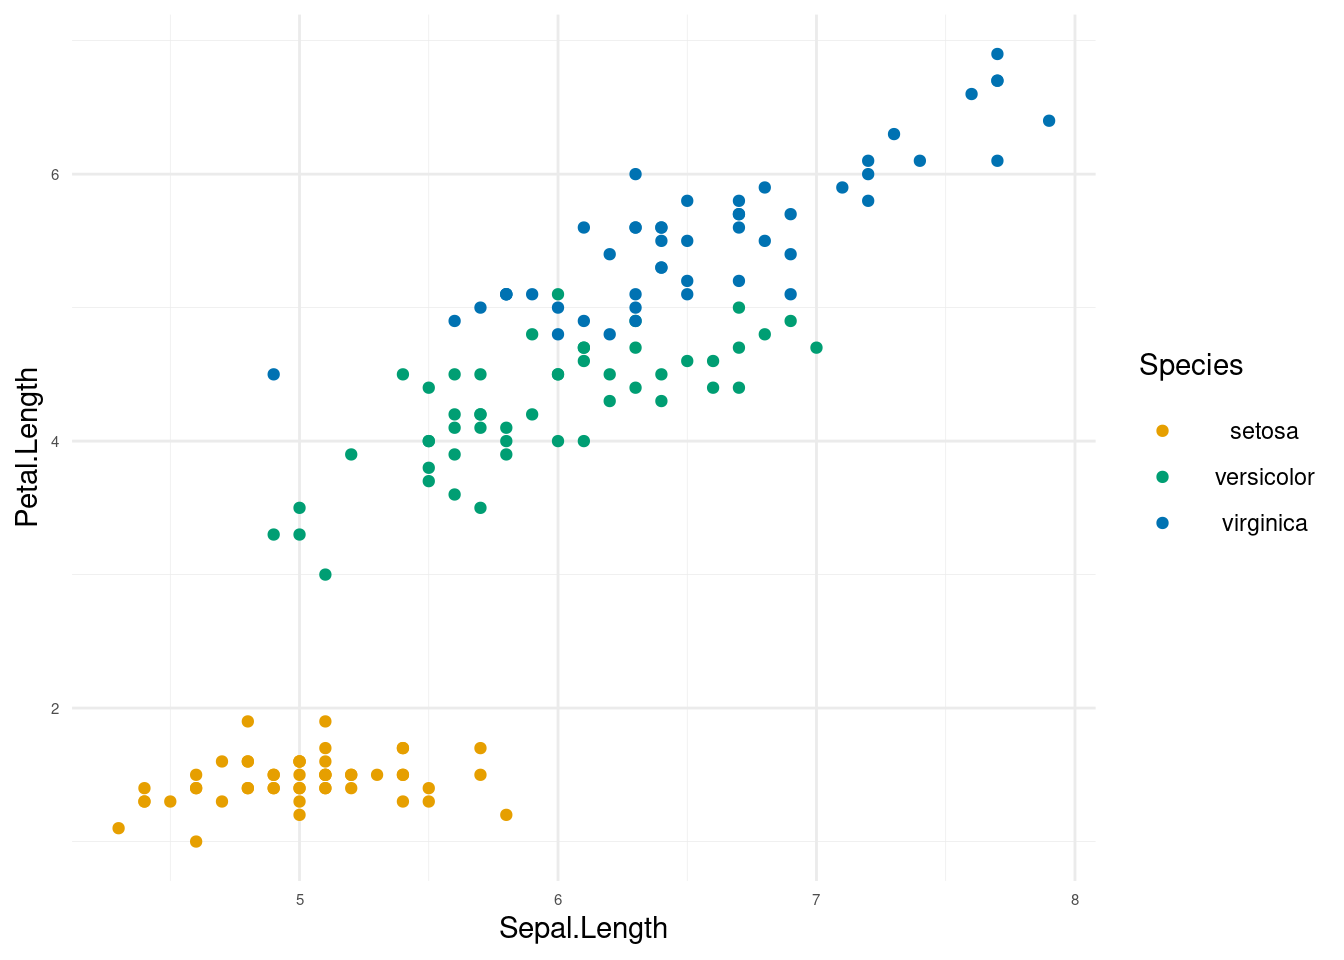 6
4
2
5 6 7 8
Petal.Length
Sepal.Length
Species
setosa
versicolor
virginica